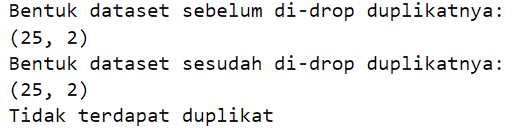 Bentuk dataset sebelum di-drop duplikatnya:
(25, 2)
Bentuk dataset sesudah di-drop duplikatnya:
(25, 2)
Tidak terdapat duplikat